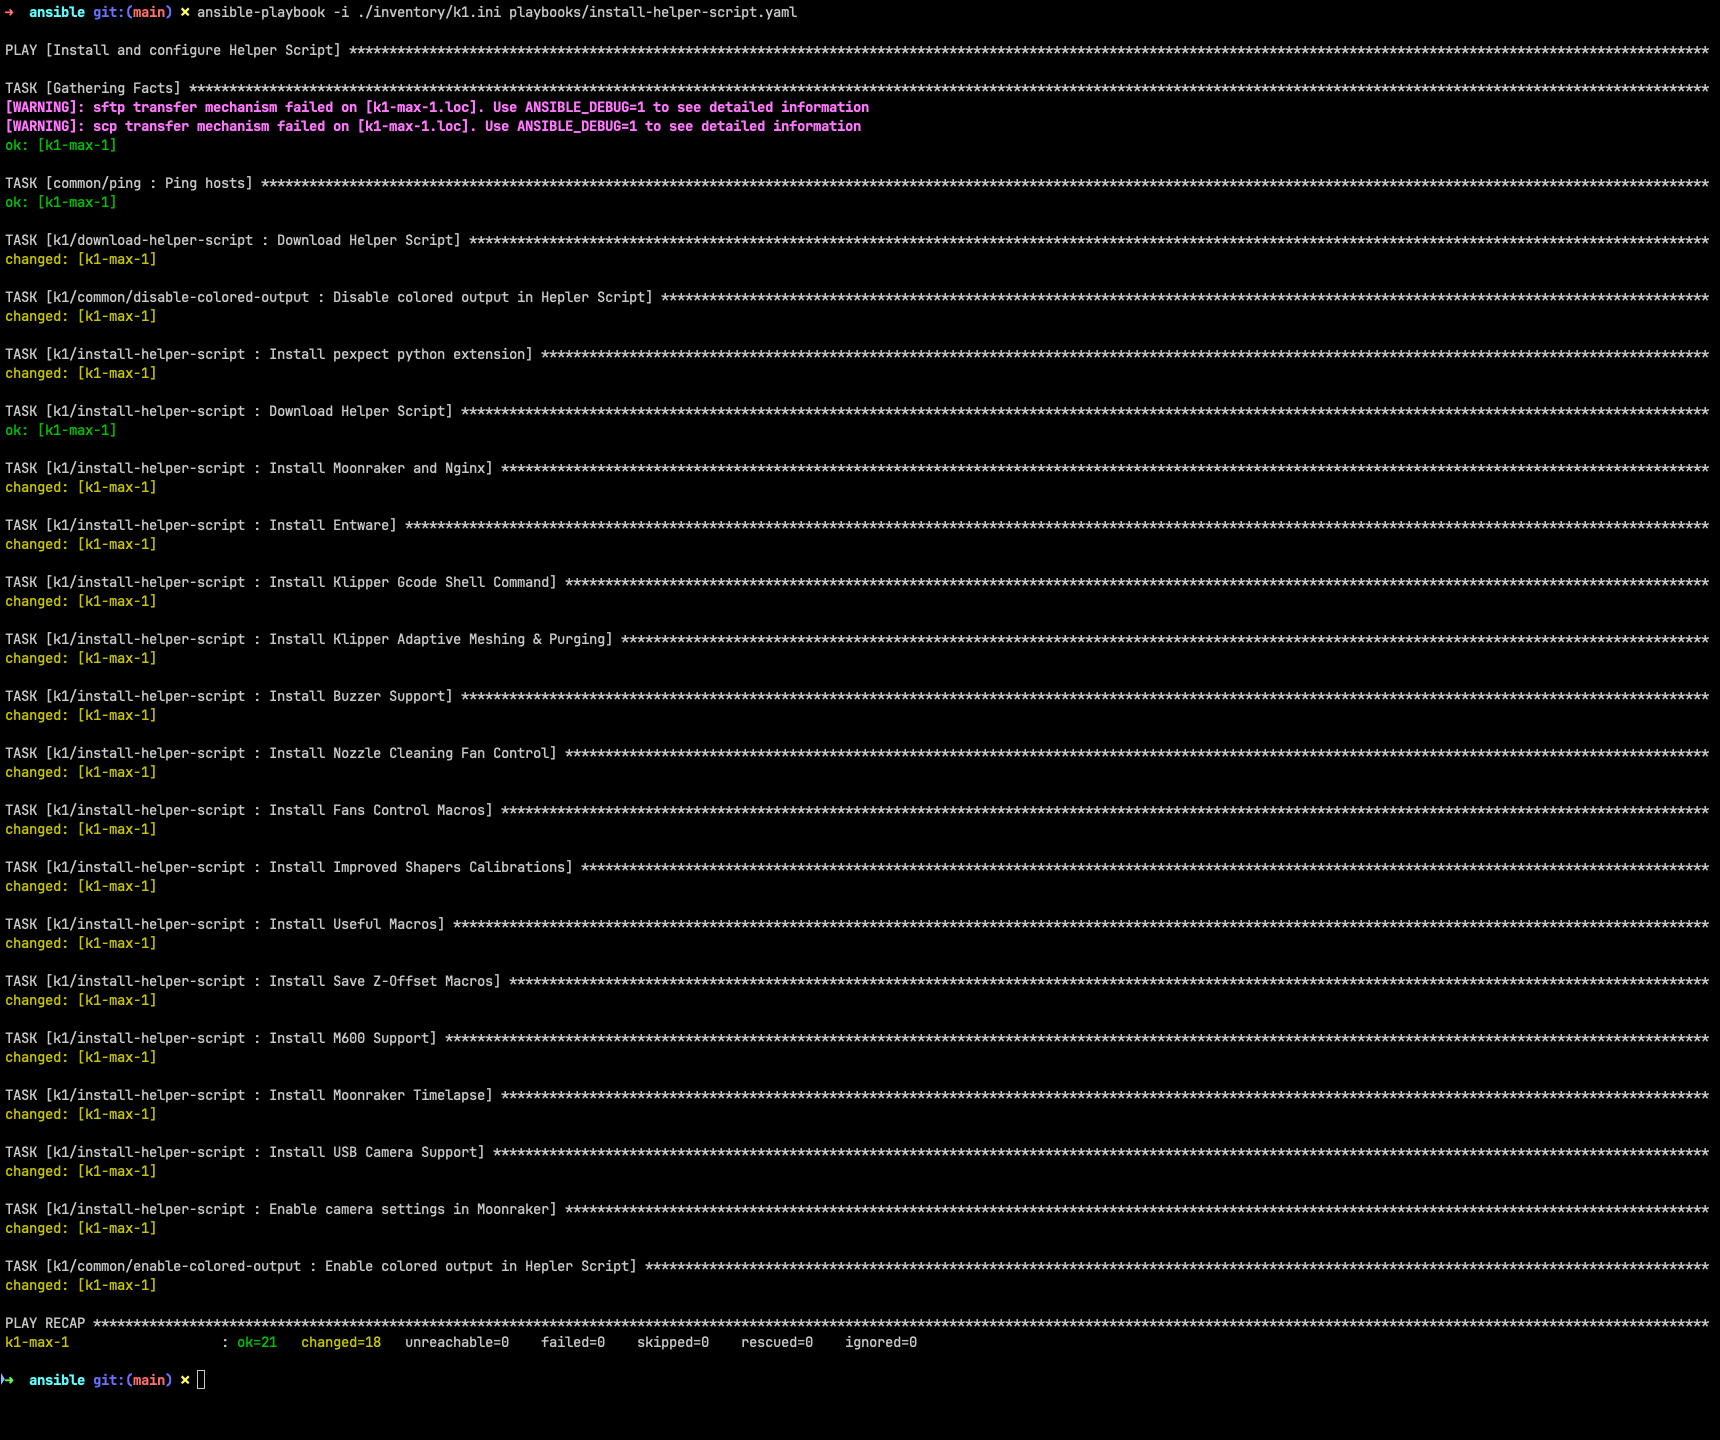 ➜  ansible git:(main) ✗ ansible-playbook -i ./inventory/k1.ini playbooks/install-helper-script.yaml
PLAY [Install and configure Helper Script] **************************************************************************************************************************************************************************
TASK [Gathering Facts] **********************************************************************************************************************************************************************************************
[WARNING]: sftp transfer mechanism failed on [k1-max-1.loc]. Use ANSIBLE_DEBUG=1 to see detailed information
[WARNING]: scp transfer mechanism failed on [k1-max-1.loc]. Use ANSIBLE_DEBUG=1 to see detailed information
ok: [k1-max-1]
TASK [common/ping : Ping hosts] *************************************************************************************************************************************************************************************
ok: [k1-max-1]
TASK [k1/download-helper-script : Download Helper Script] ***********************************************************************************************************************************************************
changed: [k1-max-1]
TASK [k1/common/disable-colored-output : Disable colored output in Hepler Script] ***********************************************************************************************************************************
changed: [k1-max-1]
TASK [k1/install-helper-script : Install pexpect python extension] **************************************************************************************************************************************************
changed: [k1-max-1]
TASK [k1/install-helper-script : Download Helper Script] ************************************************************************************************************************************************************
ok: [k1-max-1]
TASK [k1/install-helper-script : Install Moonraker and Nginx] *******************************************************************************************************************************************************
changed: [k1-max-1]
TASK [k1/install-helper-script : Install Entware] *******************************************************************************************************************************************************************
changed: [k1-max-1]
TASK [k1/install-helper-script : Install Klipper Gcode Shell Command] ***********************************************************************************************************************************************
changed: [k1-max-1]
TASK [k1/install-helper-script : Install Klipper Adaptive Meshing & Purging] ****************************************************************************************************************************************
changed: [k1-max-1]
TASK [k1/install-helper-script : Install Buzzer Support] ************************************************************************************************************************************************************
changed: [k1-max-1]
TASK [k1/install-helper-script : Install Nozzle Cleaning Fan Control] ***********************************************************************************************************************************************
changed: [k1-max-1]
TASK [k1/install-helper-script : Install Fans Control Macros] *******************************************************************************************************************************************************
changed: [k1-max-1]
TASK [k1/install-helper-script : Install Improved Shapers Calibrations] *********************************************************************************************************************************************
changed: [k1-max-1]
TASK [k1/install-helper-script : Install Useful Macros] *************************************************************************************************************************************************************
changed: [k1-max-1]
TASK [k1/install-helper-script : Install Save Z-Offset Macros] ******************************************************************************************************************************************************
changed: [k1-max-1]
TASK [k1/install-helper-script : Install M600 Support] **************************************************************************************************************************************************************
changed: [k1-max-1]
TASK [k1/install-helper-script : Install Moonraker Timelapse] *******************************************************************************************************************************************************
changed: [k1-max-1]
TASK [k1/install-helper-script : Install USB Camera Support] ********************************************************************************************************************************************************
changed: [k1-max-1]
TASK [k1/install-helper-script : Enable camera settings in Moonraker] ***********************************************************************************************************************************************
changed: [k1-max-1]
TASK [k1/common/enable-colored-output : Enable colored output in Hepler Script] *************************************************************************************************************************************
changed: [k1-max-1]
PLAY RECAP **********************************************************************************************************************************************************************************************************
k1-max-1                   : ok=21   changed=18   unreachable=0    failed=0    skipped=0    rescued=0    ignored=0
➜  ansible git:(main) ✗